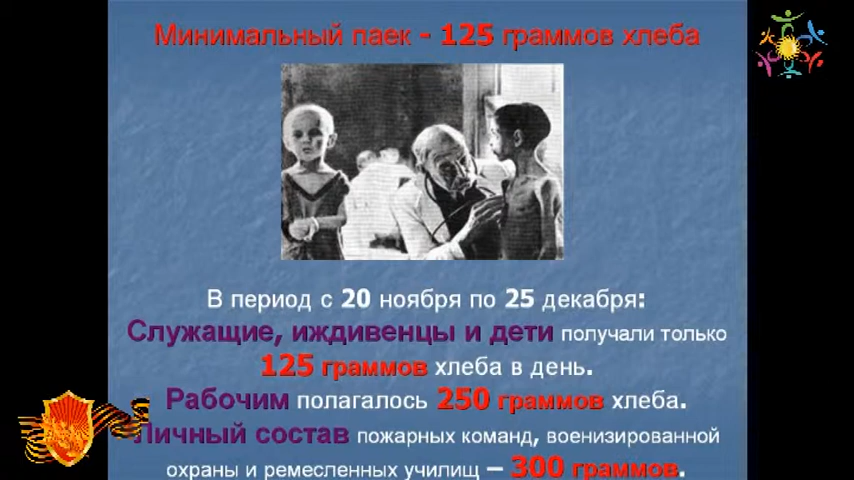 Минимальный паек - 125 граммов хлеба
В период с 20 ноября по 25 декабря:
Служащие, иждивенцы и дети получали только
125 граммов хлеба в день.
Рабочим полагалось 250 граммов хлеба.
Личный состав пожарных команд, военизированной
охраны и ремесленных училищ – 300 граммов.